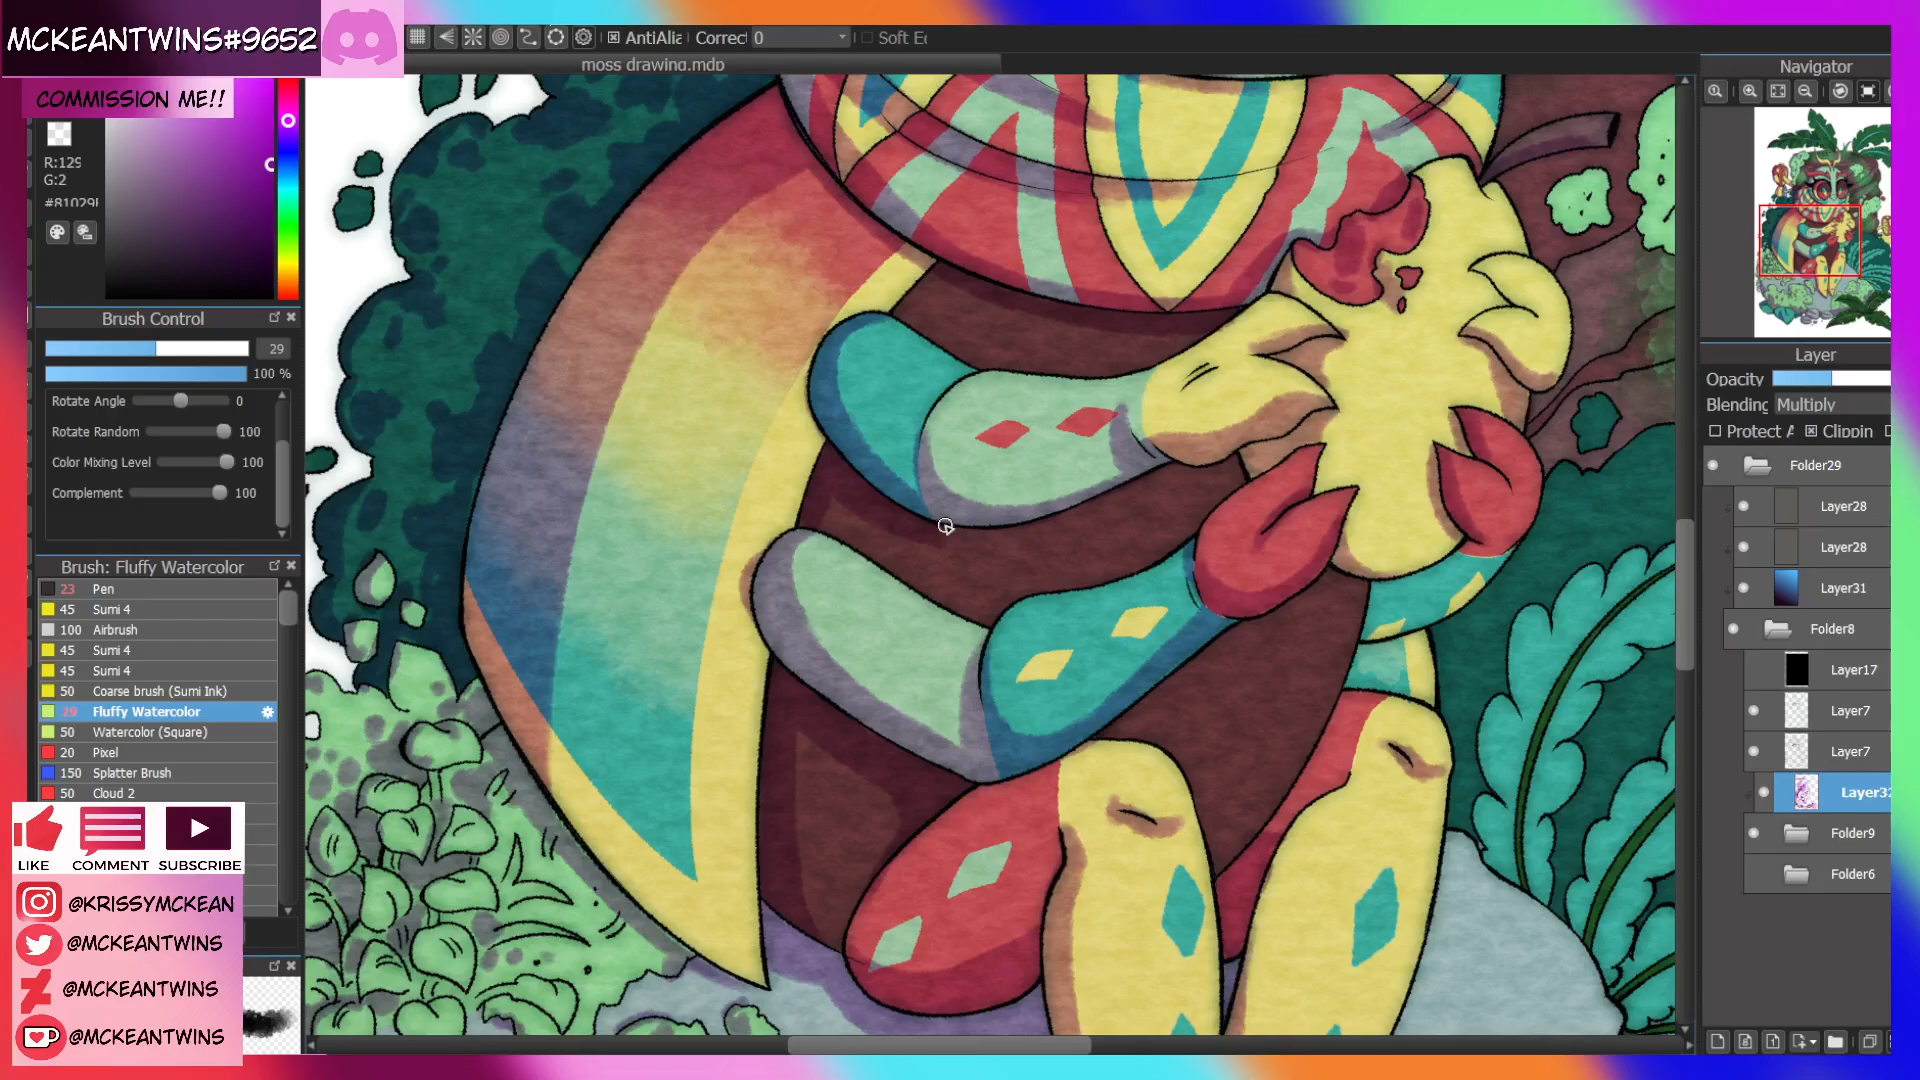 MCKEANTWINS#9652
COMMISSION ME!!
AntiAlia
Correct
0
Soft Ed
moss drawing.mdp
R:129
G:2
Brush Control
29
100 %
Rotate Angle 0
Rotate Random 100
Color Mixing Level 100
Complement 100
Brush: Fluffy Watercolor
23 Pen
45 Sumi 4
100 Airbrush
45 Sumi 4
45 Sumi 4
50 Coarse brush (Sumi Ink)
29 Fluffy Watercolor
50 Watercolor (Square)
20 Pixel
150 Splatter Brush
50 Cloud 2
LIKE
COMMENT
SUBSCRIBE
@KRISSYMCKEAN
@MCKEANTWINS
@MCKEANTWINS
@MCKEANTWINS
Navigator
Layer
Opacity
Blending Multiply
Protect A
Clippin
Folder29
Layer28
Layer28
Layer31
Folder8
Layer17
Layer7
Layer7
Layer32
Folder9
Folder6